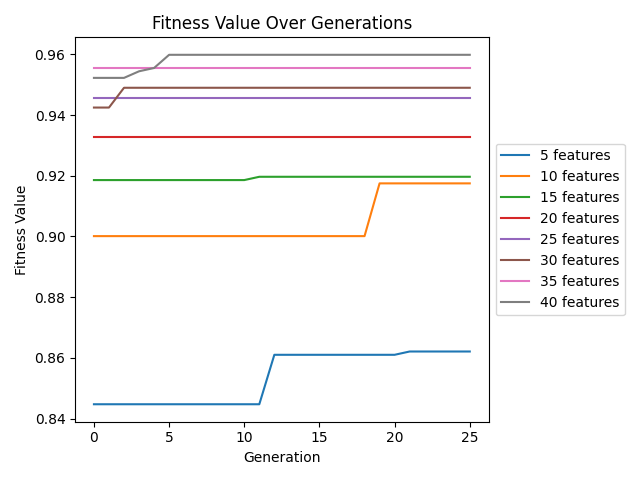 Fitness Value Over Generations
0.96
0.94
0.92
0.90
0.88
0.86
0.84
Fitness Value
0
5
10
15
20
25
Generation
5 features
10 features
15 features
20 features
25 features
30 features
35 features
40 features